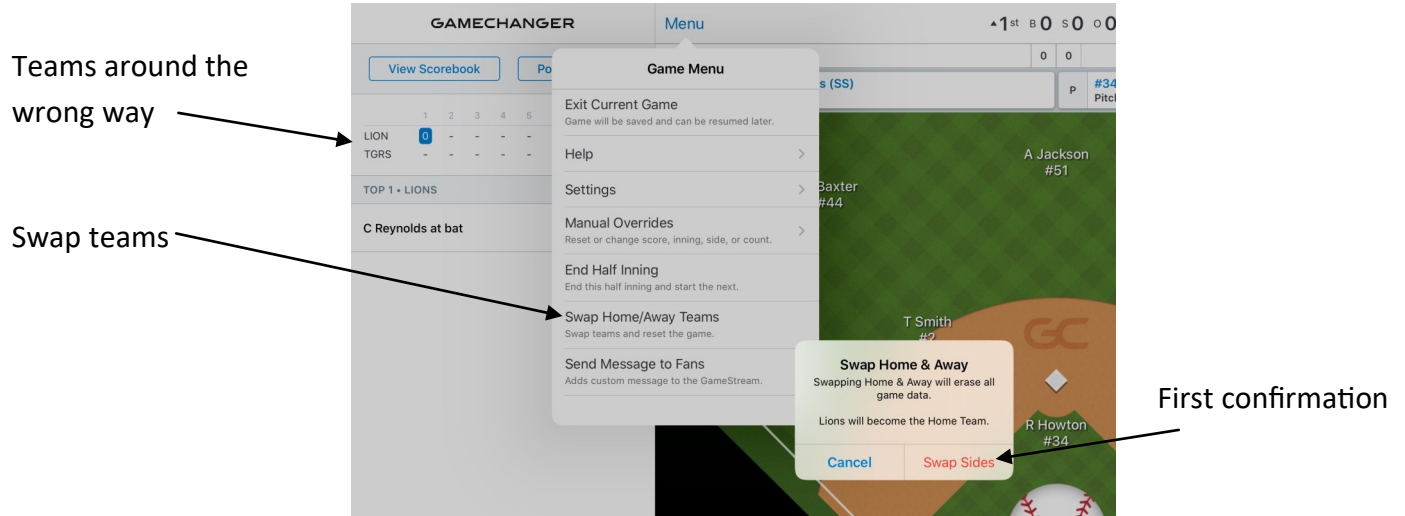 GAMECHANGER
Menu
▲1st B 0 S 0 O 0
Teams around the
wrong way
View Scorebook
Po
0 0
s (SS)
P
#34
Pitc
1 2 3 4 5
LION 0 - - - -
TGRS - - - - -
TOP 1 • LIONS
C Reynolds at bat
Swap teams
Game Menu
Exit Current Game
Game will be saved and can be resumed later.
Help
Settings
Manual Overrides
Reset or change score, inning, side, or count.
End Half Inning
End this half inning and start the next.
Swap Home/Away Teams
Swap teams and reset the game.
Send Message to Fans
Adds custom message to the GameStream.
A Jackson
#51
Baxter
#44
T Smith
#2
GC
Swap Home & Away
Swapping Home & Away will erase all
game data.
Lions will become the Home Team.
Cancel
Swap Sides
R Howton
#34
First confirmation